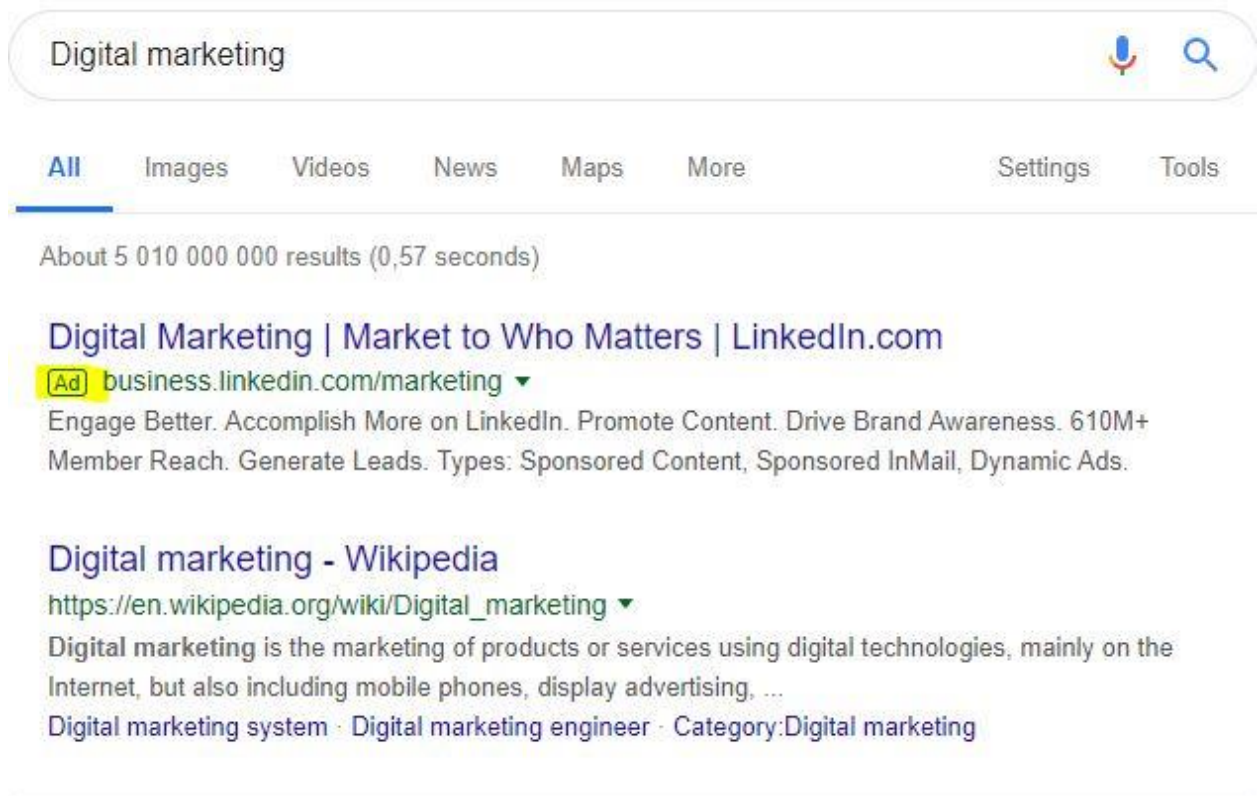 Digital marketing
All Images Videos News Maps More Settings Tools
About 5 010 000 000 results (0,57 seconds)
Digital Marketing | Market to Who Matters | LinkedIn.com
Ad business.linkedin.com/marketing
Engage Better. Accomplish More on LinkedIn. Promote Content. Drive Brand Awareness. 610M+
Member Reach. Generate Leads. Types: Sponsored Content, Sponsored InMail, Dynamic Ads.
Digital marketing - Wikipedia
https://en.wikipedia.org/wiki/Digital_marketing
Digital marketing is the marketing of products or services using digital technologies, mainly on the
Internet, but also including mobile phones, display advertising, ...
Digital marketing system · Digital marketing engineer · Category:Digital marketing